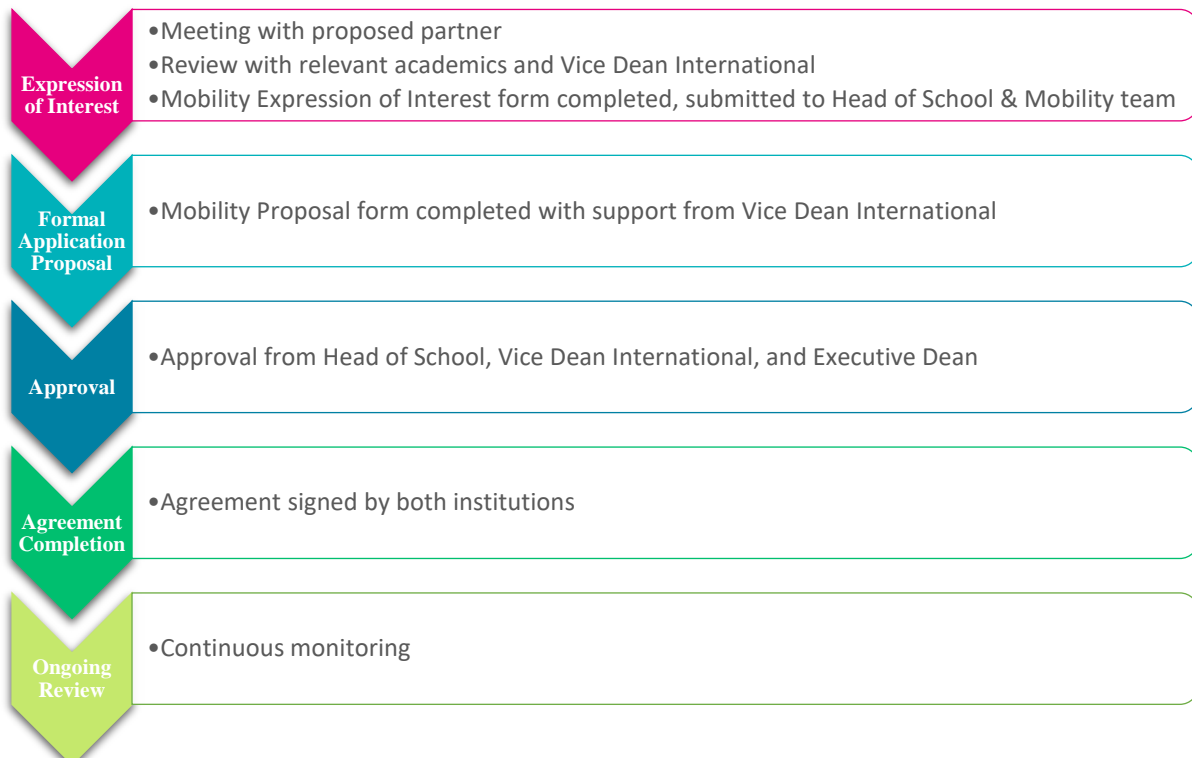 Expression
of Interest
•Meeting with proposed partner
•Review with relevant academics and Vice Dean International
•Mobility Expression of Interest form completed, submitted to Head of School & Mobility team
Formal
Application
Proposal
•Mobility Proposal form completed with support from Vice Dean International
Approval
•Approval from Head of School, Vice Dean International, and Executive Dean
Agreement
Completion
•Agreement signed by both institutions
Ongoing
Review
•Continuous monitoring